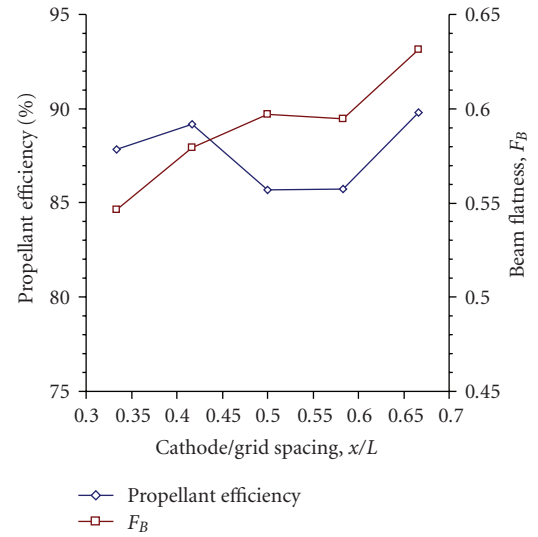 95
90
85
80
75
Propellant efficiency (%)
0.65
0.6
0.55
0.5
0.45
Beam flatness, F_B
0.3 0.35 0.4 0.45 0.5 0.55 0.6 0.65 0.7
Cathode/grid spacing, x/L
Propellant efficiency
F_B